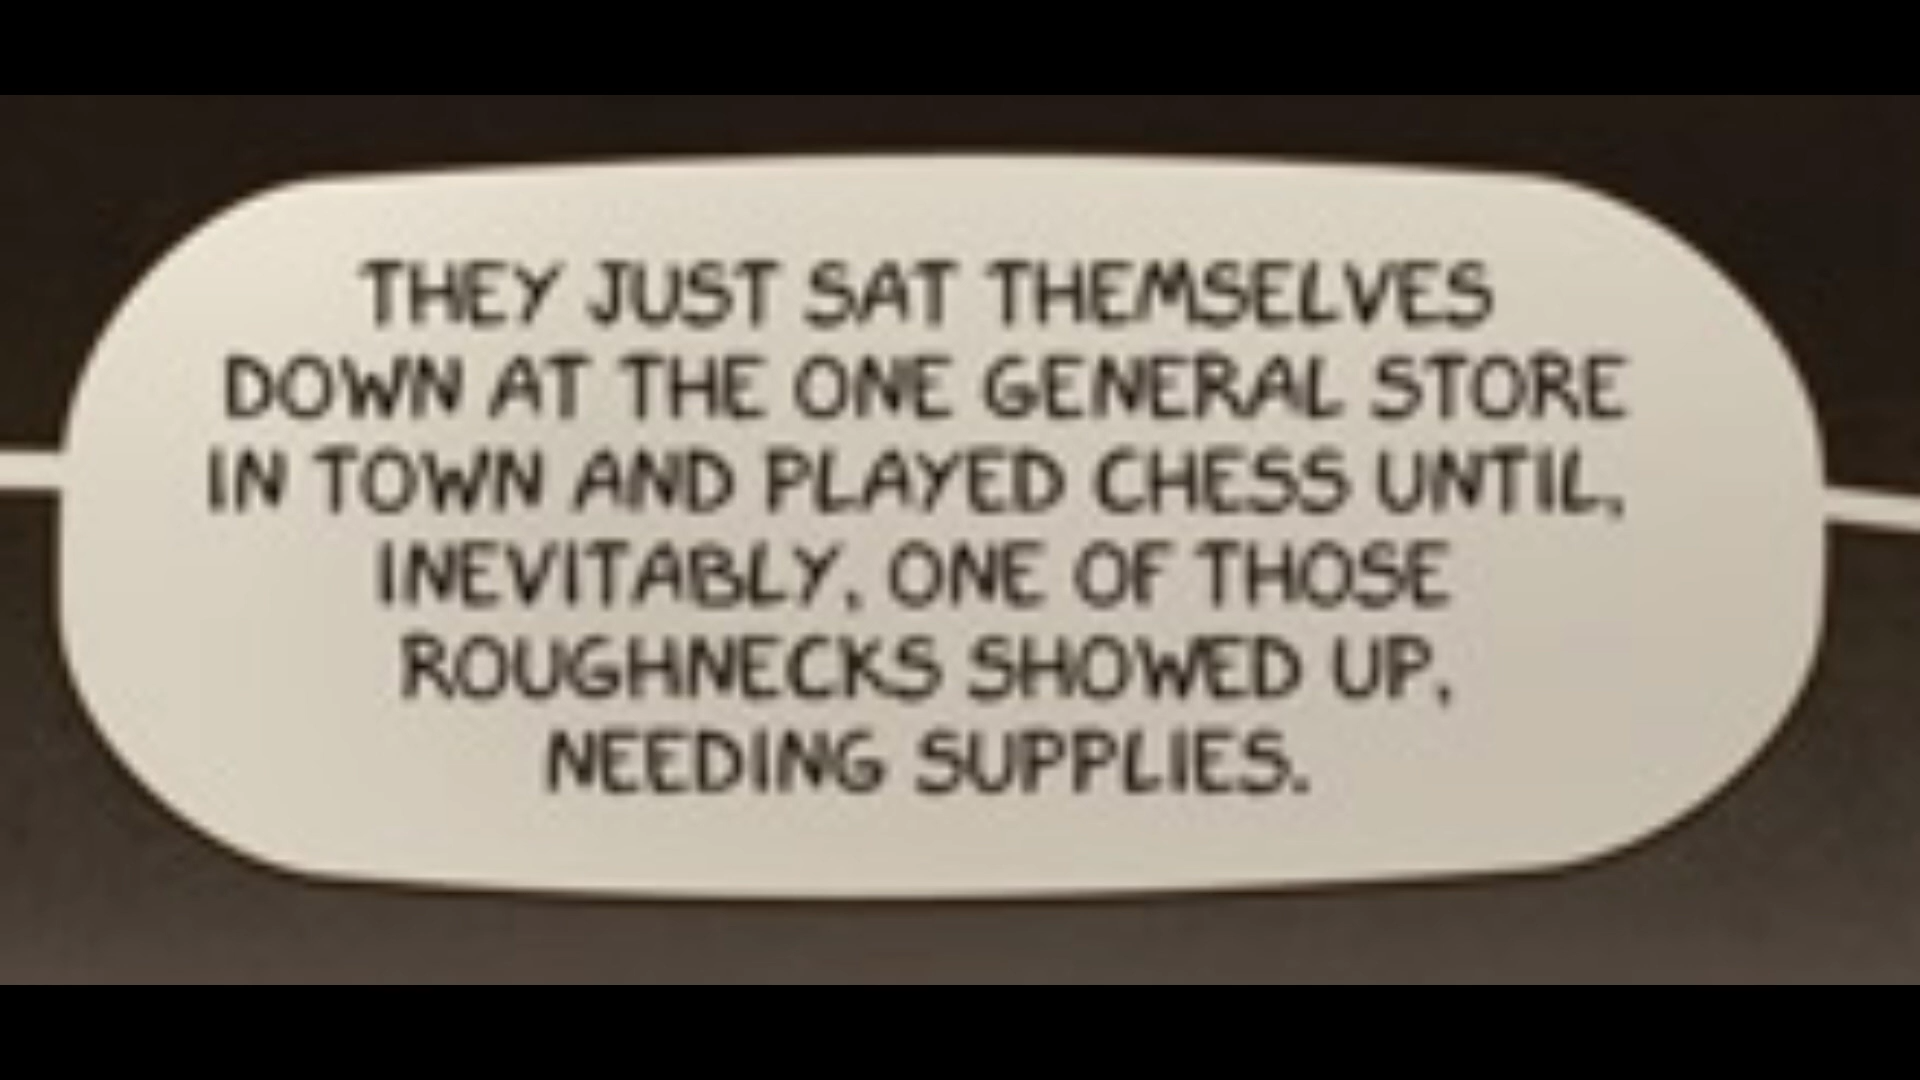 THEY JUST SAT THEMSELVES
DOWN AT THE ONE GENERAL STORE
IN TOWN AND PLAYED CHESS UNTIL,
INEVITABLY, ONE OF THOSE
ROUGHNECKS SHOWED UP,
NEEDING SUPPLIES.